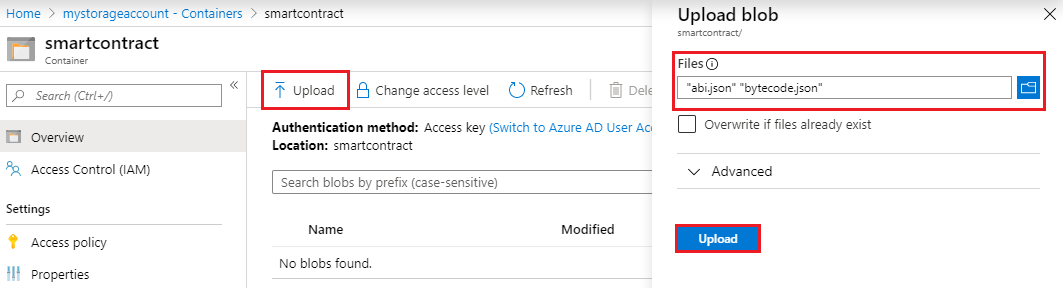 Home > mystorageaccount - Containers > smartcontract
smartcontract
Container
Search (Ctrl+/)
Overview
Access Control (IAM)
Settings
Access policy
Properties
Upload
Change access level
Refresh
Dele
Authentication method: Access key (Switch to Azure AD User Acc
Location: smartcontract
Search blobs by prefix (case-sensitive)
Name Modified
No blobs found.
Upload blob
smartcontract/
Files
"abi.json" "bytecode.json"
Overwrite if files already exist
Advanced
Upload